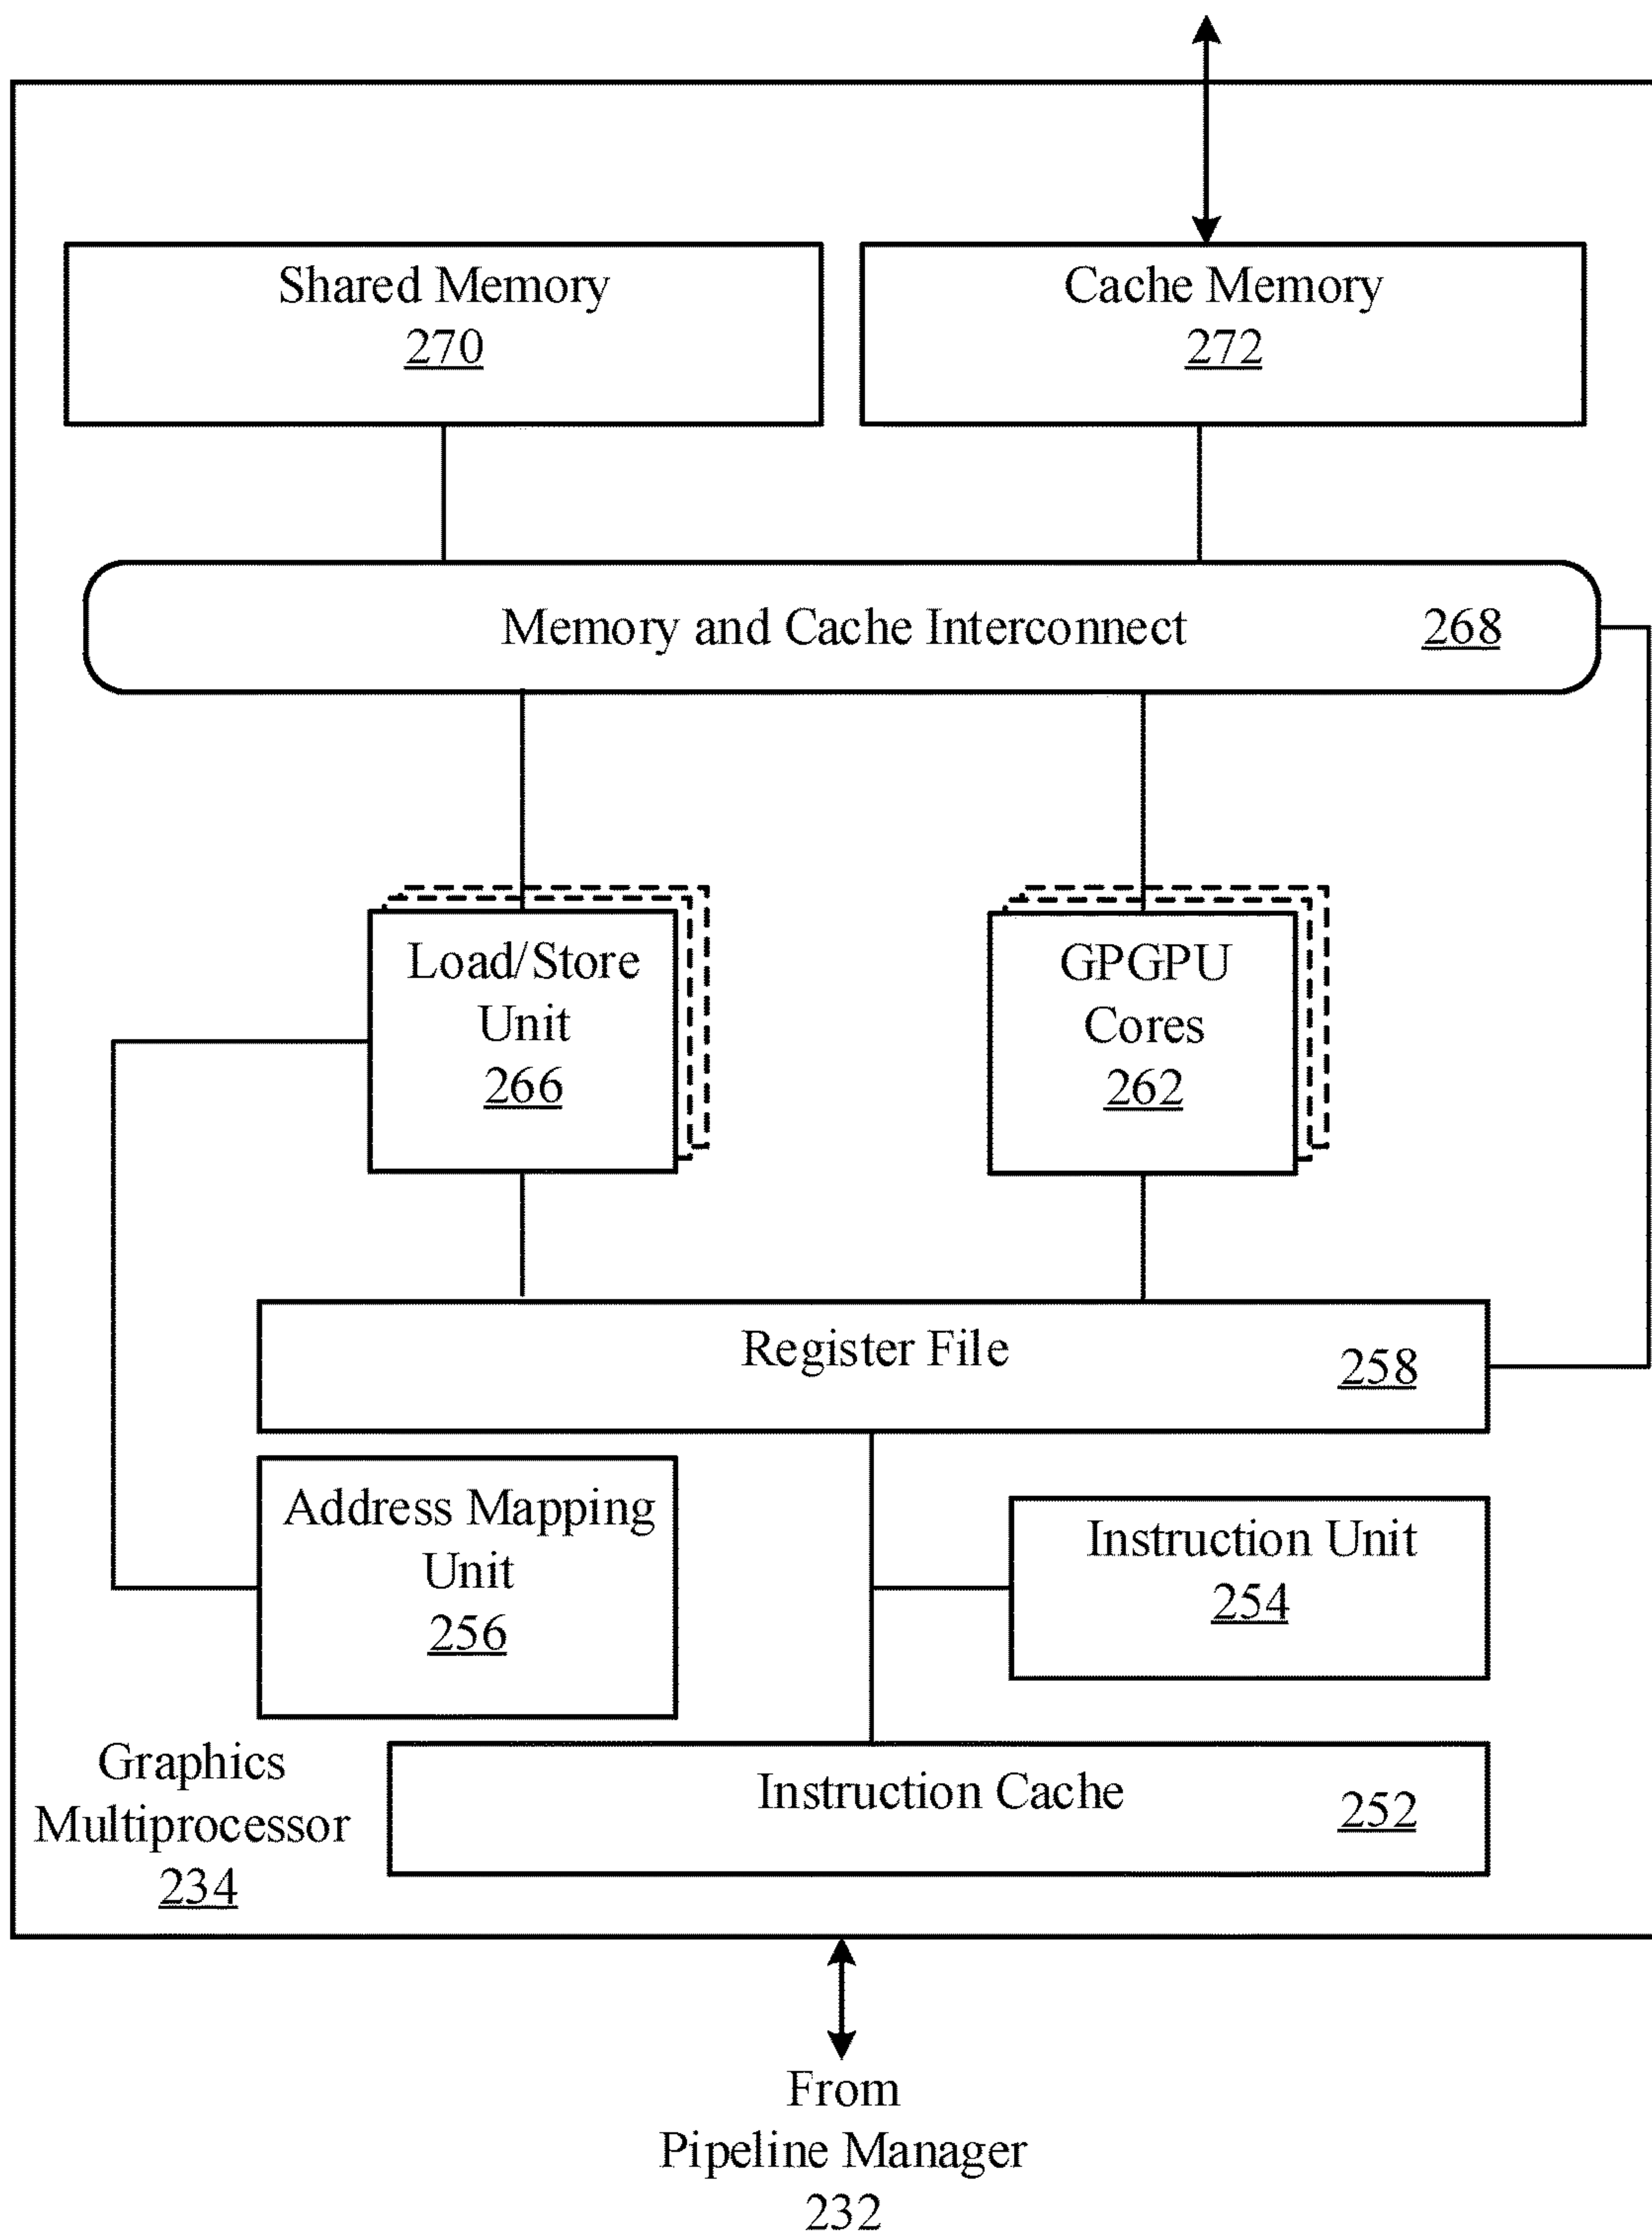 Shared Memory
270
Cache Memory
272
Memory and Cache Interconnect 268
Load/Store
Unit
266
GPGPU
Cores
262
Register File 258
Address Mapping
Unit
256
Instruction Unit
254
Graphics
Multiprocessor
234
Instruction Cache 252
From
Pipeline Manager
232